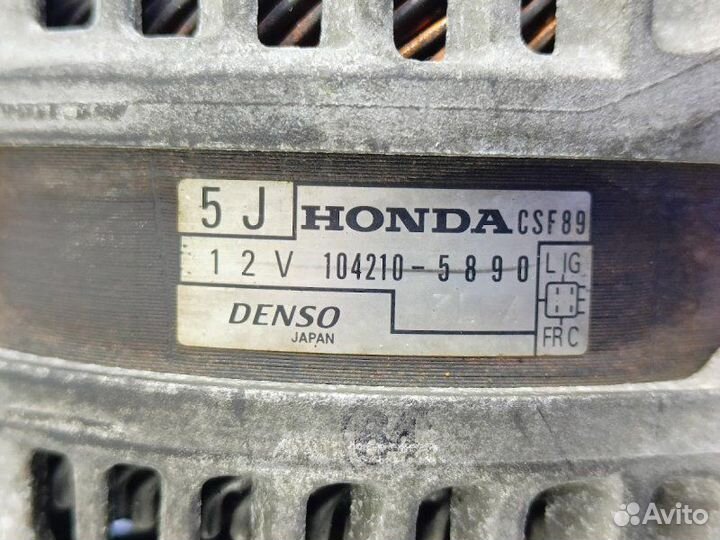 5J HONDA CSF89
12V 104210-5890 L IG
DENSO
JAPAN
FR C
Avito